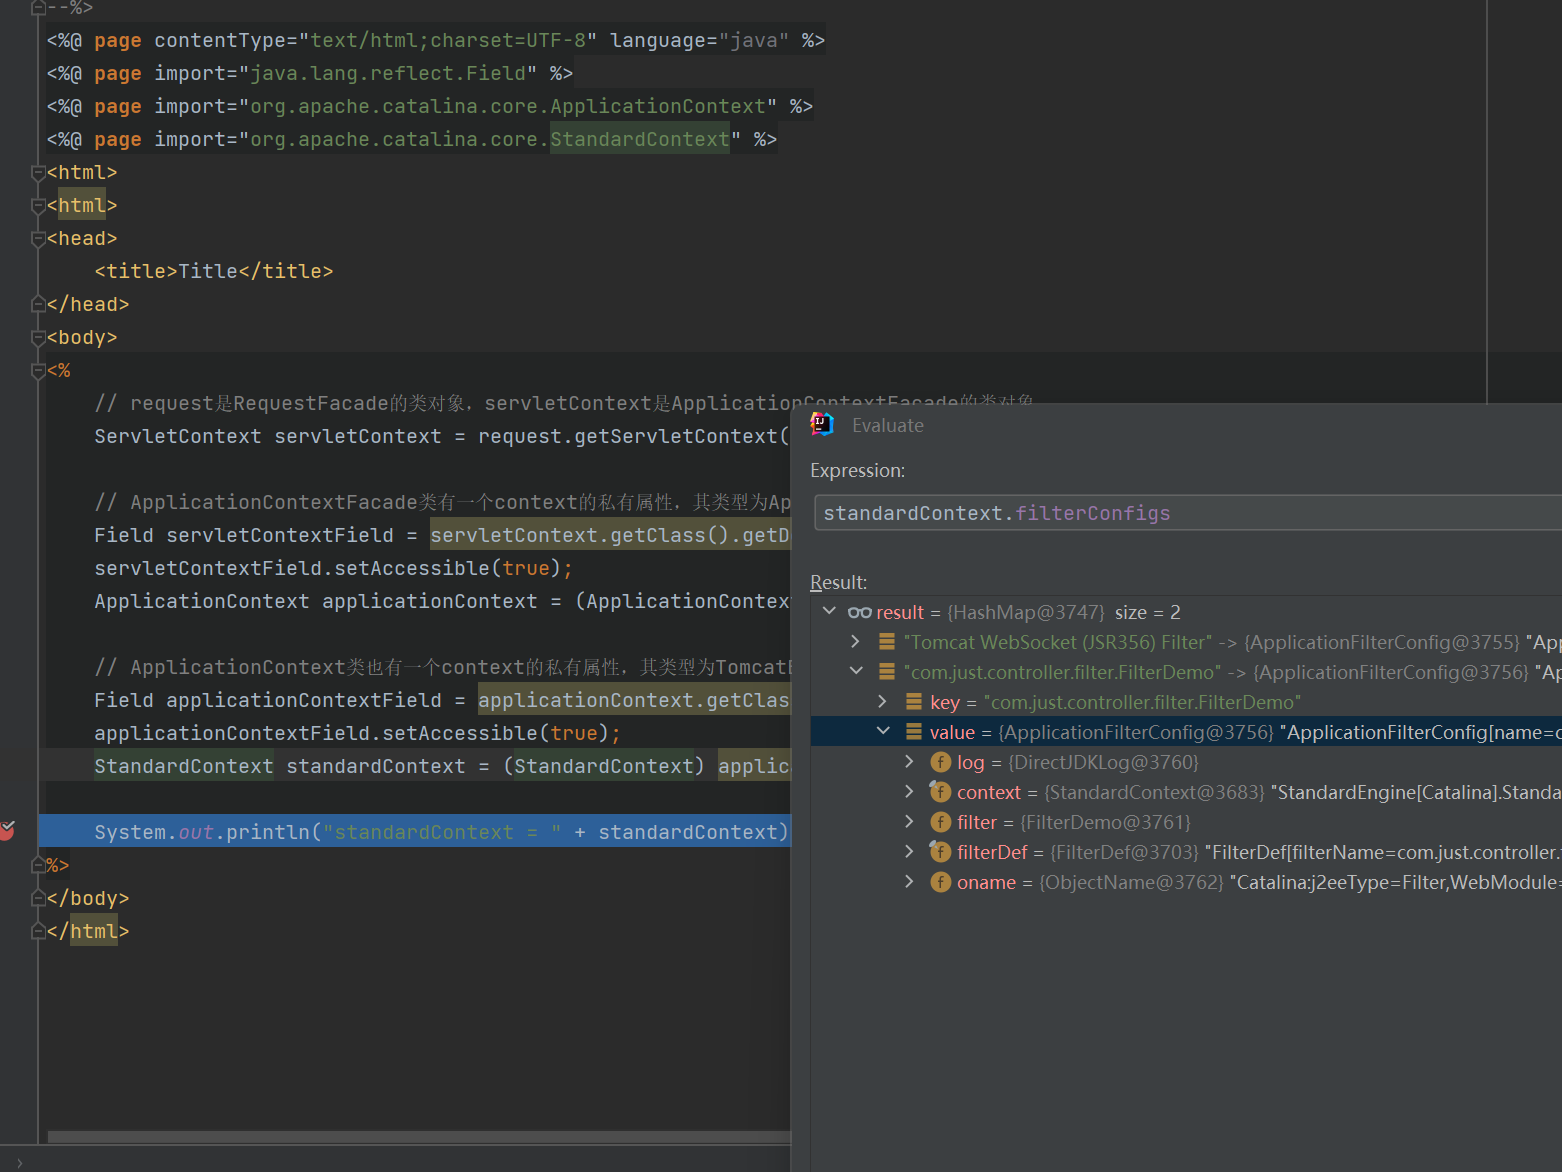 --%>
<%@ page contentType="text/html;charset=UTF-8" language="java" %>
<%@ page import="java.lang.reflect.Field" %>
<%@ page import="org.apache.catalina.core.ApplicationContext" %>
<%@ page import="org.apache.catalina.core.StandardContext" %>
<html>
<html>
<head>
<title>Title</title>
</head>
<body>
<%
// request是RequestFacade的类对象，servletContext是ApplicationContextFacade的类对象
ServletContext servletContext = request.getServletContext(
// ApplicationContextFacade类有一个context的私有属性，其类型为Ap
Field servletContextField = servletContext.getClass().getD
servletContextField.setAccessible(true);
ApplicationContext applicationContext = (ApplicationContex
// ApplicationContext类也有一个context的私有属性，其类型为TomcatE
Field applicationContextField = applicationContext.getClas
applicationContextField.setAccessible(true);
StandardContext standardContext = (StandardContext) applic
System.out.println("standardContext = " + standardContext)
%>
</body>
</html>
Evaluate
Expression:
standardContext.filterConfigs
Result:
result = {HashMap@3747} size = 2
"Tomcat WebSocket (JSR356) Filter" -> {ApplicationFilterConfig@3755} "App
"com.just.controller.filter.FilterDemo" -> {ApplicationFilterConfig@3756} "Ap
key = "com.just.controller.filter.FilterDemo"
value = {ApplicationFilterConfig@3756} "ApplicationFilterConfig[name=c
log = {DirectJDKLog@3760}
context = {StandardContext@3683} "StandardEngine[Catalina].Standa
filter = {FilterDemo@3761}
filterDef = {FilterDef@3703} "FilterDef[filterName=com.just.controller.
oname = {ObjectName@3762} "Catalina:j2eeType=Filter,WebModule=